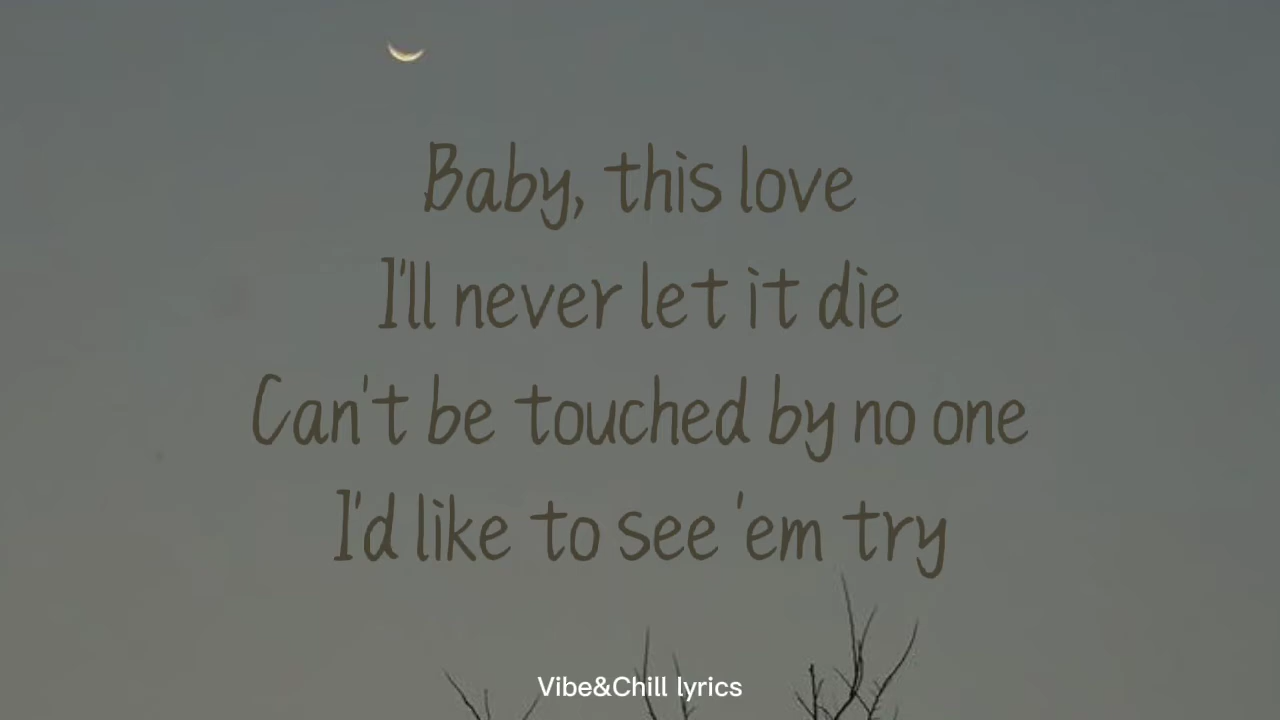 Baby, this love
I'll never let it die
Can't be touched by no one
I'd like to see 'em try
Vibe&Chill lyrics